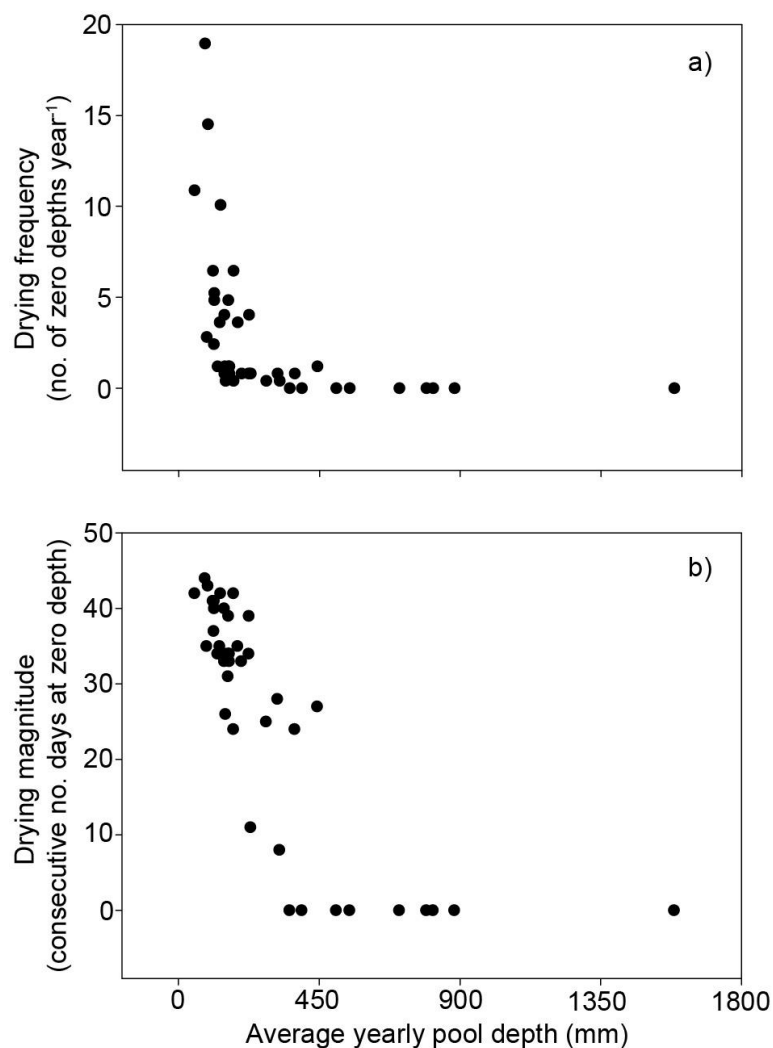 20
15
10
5
0
Drying frequency
(no. of zero depths year⁻¹)
a)
50
40
30
20
10
0
Drying magnitude
(consecutive no. days at zero depth)
b)
0 450 900 1350 1800
Average yearly pool depth (mm)